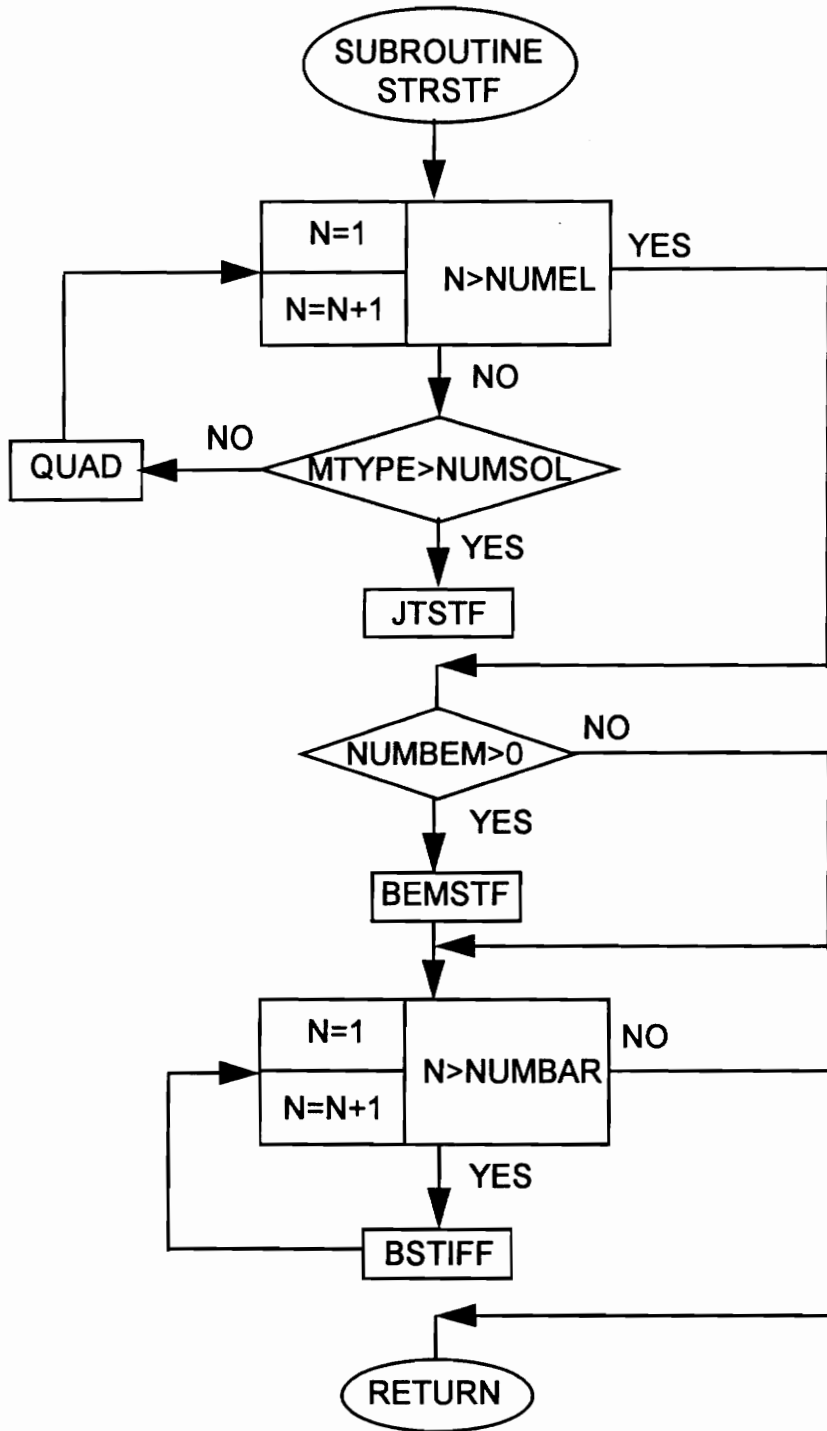 SUBROUTINE
STRSTF
N=1
N>NUMEL
YES
N=N+1
NO
NO
QUAD
MTYPE>NUMSOL
YES
JTSTF
NUMBEM>0
NO
YES
BEMSTF
N=1
N>NUMBAR
NO
N=N+1
YES
BSTIFF
RETURN